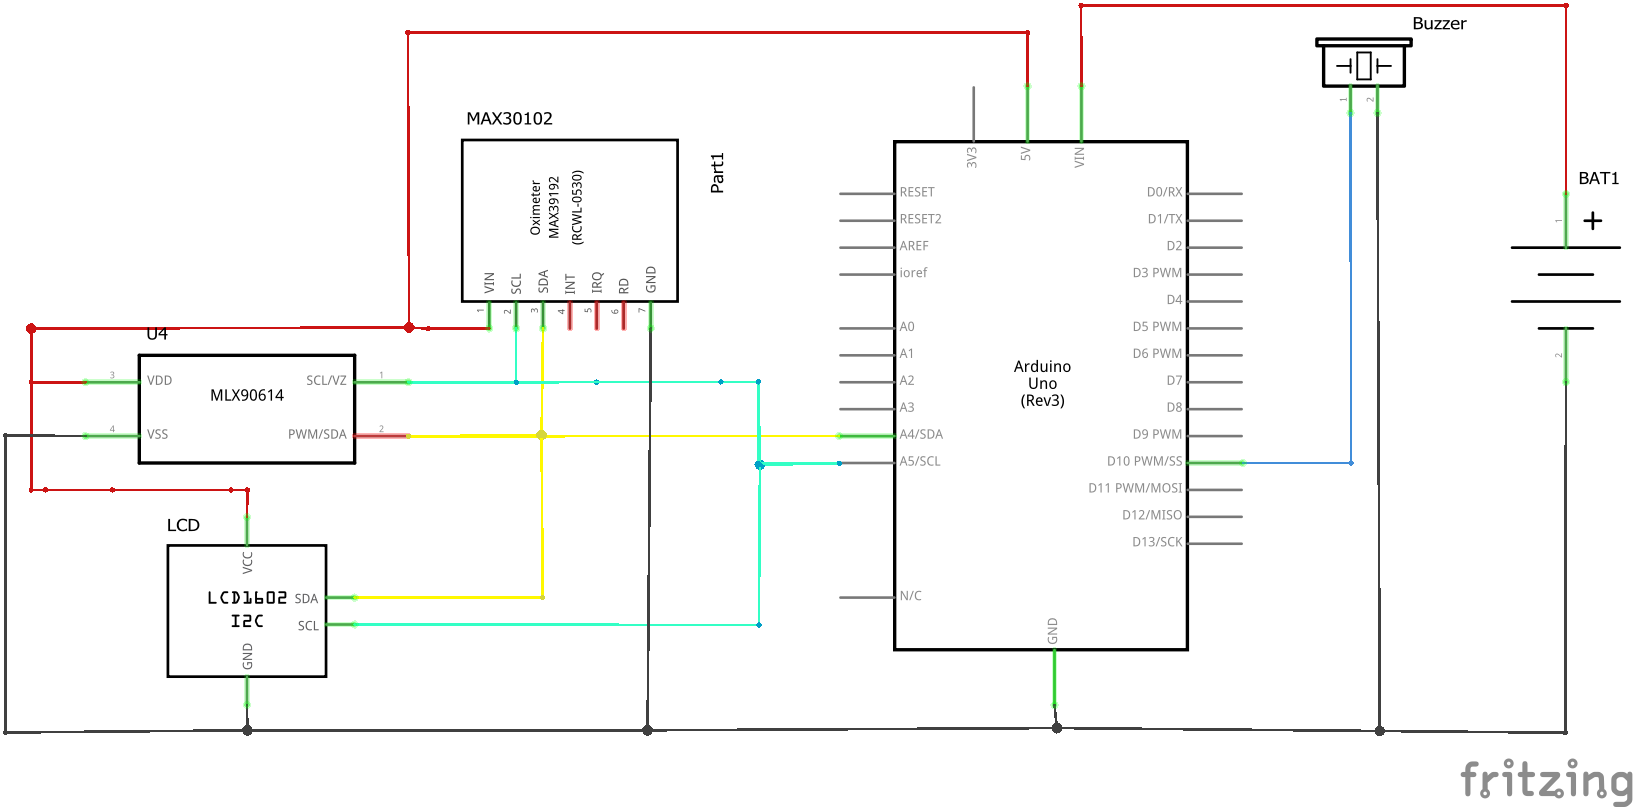 Buzzer
1
2
MAX30102
Part1
Oximeter
MAX39192
(RCWL-0530)
VIN
SCL
SDA
INT
IRQ
RD
GND
1
2
3
4
5
6
7
3V3
5V
VIN
BAT1
1
+
2
RESET
RESET2
AREF
ioref
A0
A1
A2
A3
A4/SDA
A5/SCL
N/C
Arduino
Uno
(Rev3)
D0/RX
D1/TX
D2
D3 PWM
D4
D5 PWM
D6 PWM
D7
D8
D9 PWM
D10 PWM/SS
D11 PWM/MOSI
D12/MISO
D13/SCK
GND
U4
3
VDD
SCL/VZ
1
MLX90614
4
VSS
PWM/SDA
2
LCD
VCC
LCD1602
I2C
SDA
SCL
GND
fritzing